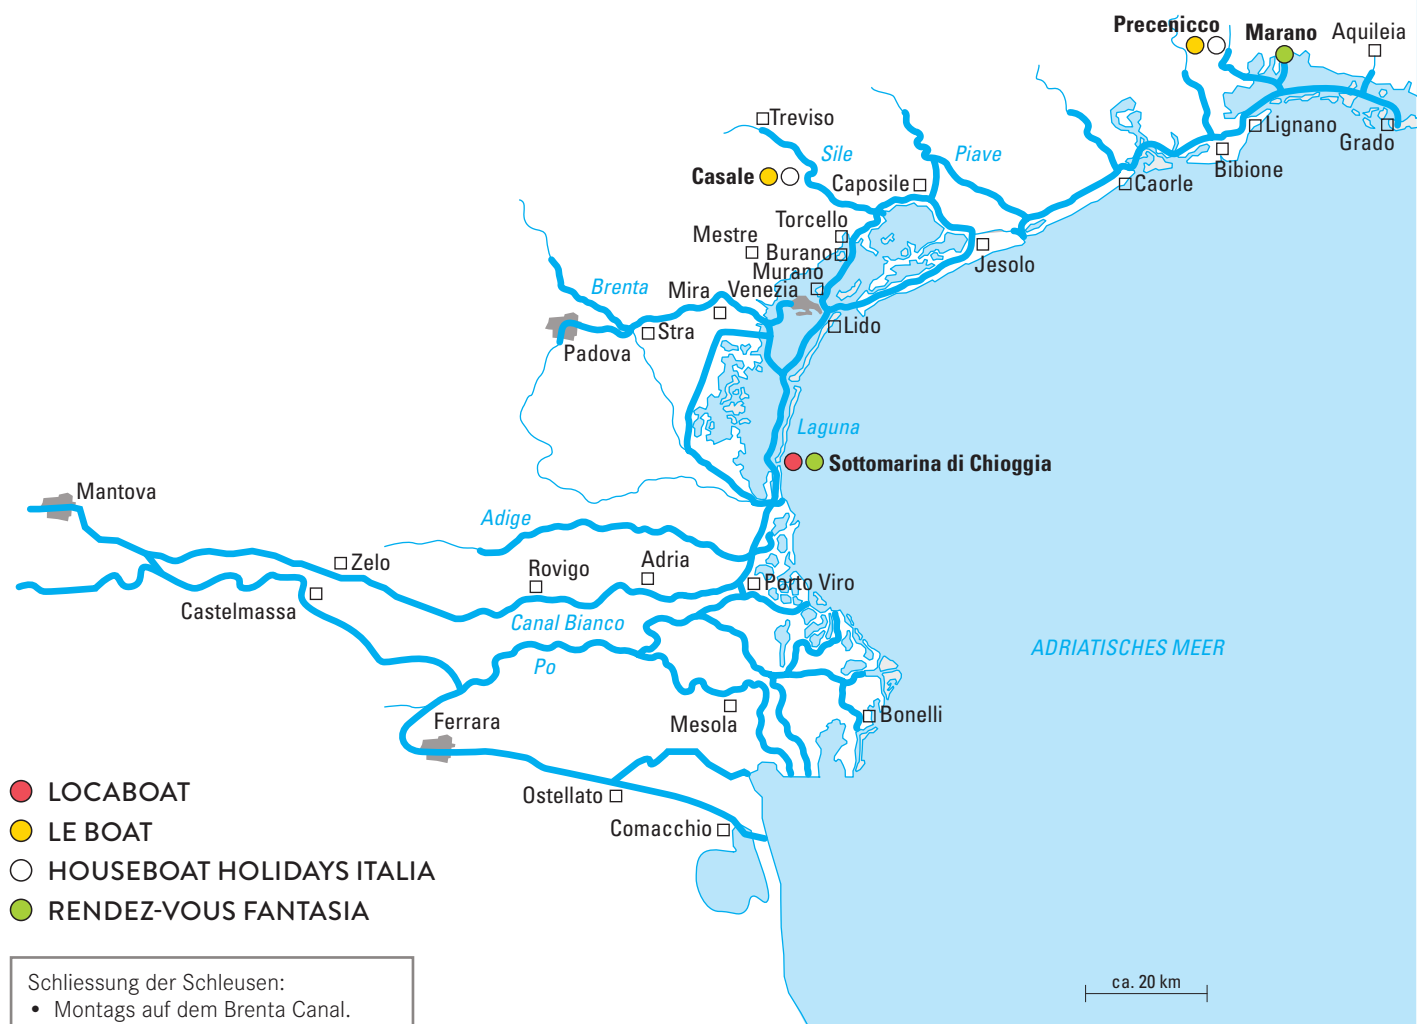 Precenicco
Marano
Aquileia
Treviso
Lignano
Grado
Sile
Piave
Bibione
Casale
Caposile
Caorle
Torcello
Mestre
Burano
Murano
Jesolo
Brenta
Mira
Venezia
Stra
Lido
Padova
Laguna
Sottomarina di Chioggia
Mantova
Adige
Zelo
Rovigo
Adria
Porto Viro
Castelmassa
Canal Bianco
Po
ADRIATISCHES MEER
Ferrara
Mesola
Bonelli
Ostellato
Comacchio
LOCABOAT
LE BOAT
HOUSEBOAT HOLIDAYS ITALIA
RENDEZ-VOUS FANTASIA
Schliessung der Schleusen:
• Montags auf dem Brenta Canal.
ca. 20 km